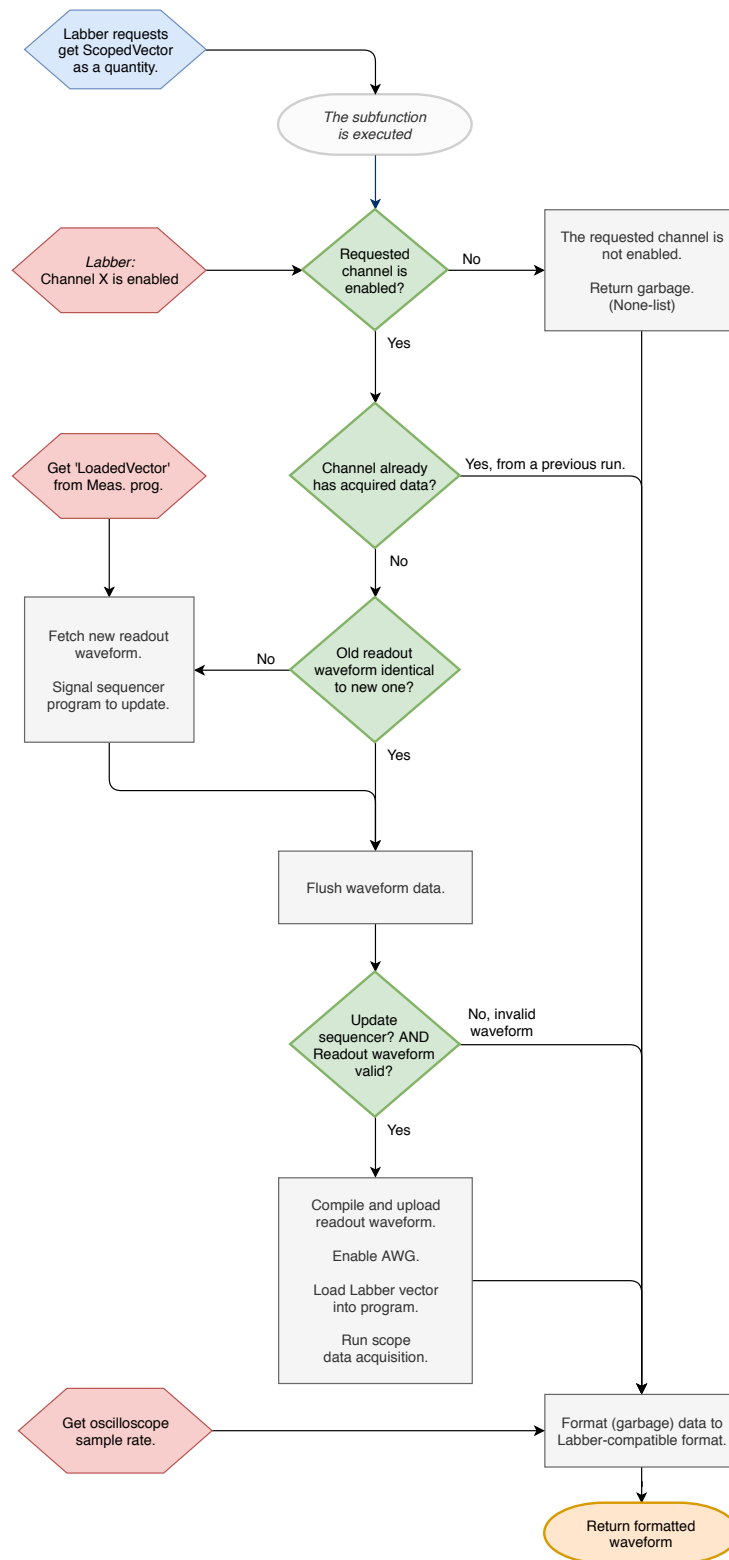 Labber requests
get ScopedVector
as a quantity.
The subfunction
is executed
Labber:
Channel X is enabled
Requested
channel is
enabled?
No
The requested channel is
not enabled.
Return garbage.
(None-list)
Yes
Get 'LoadedVector'
from Meas. prog.
Channel already
has acquired data?
Yes, from a previous run.
No
Fetch new readout
waveform.
Signal sequencer
program to update.
No
Old readout
waveform identical
to new one?
Yes
Flush waveform data.
Update
sequencer? AND
Readout waveform
valid?
No, invalid
waveform
Yes
Compile and upload
readout waveform.
Enable AWG.
Load Labber vector
into program.
Run scope
data acquisition.
Get oscilloscope
sample rate.
Format (garbage) data to
Labber-compatible format.
Return formatted
waveform